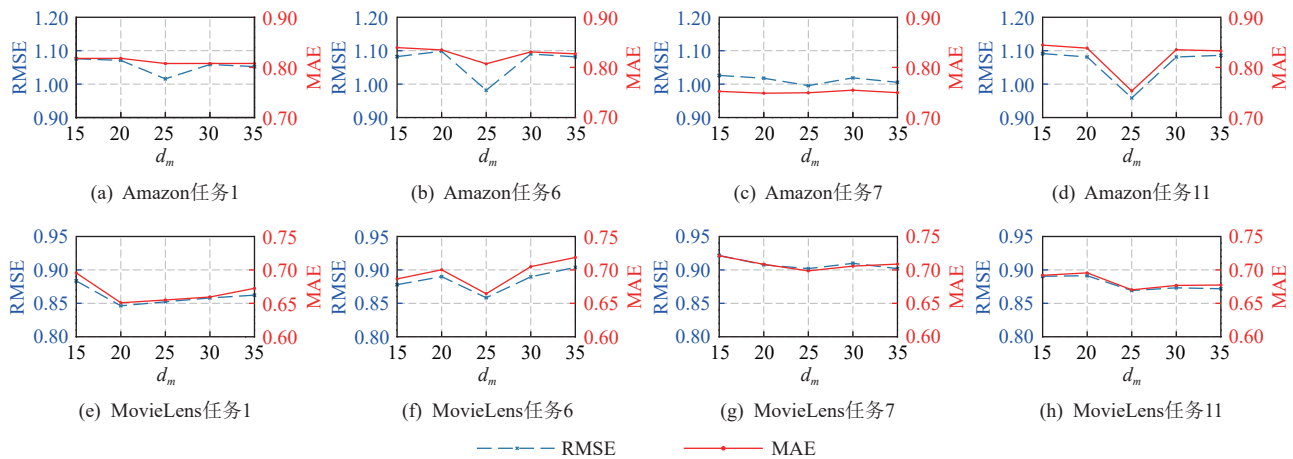 1.20 0.90 1.20 0.90 1.20 0.90 1.20 0.90
1.10 1.10 1.10 1.10
RMSE 0.80 MAE RMSE 0.80 MAE RMSE 0.80 MAE RMSE 0.80 MAE
1.00 1.00 1.00 1.00
0.90 0.70 0.90 0.70 0.90 0.70 0.90 0.70
15 20 25 30 35 15 20 25 30 35 15 20 25 30 35 15 20 25 30 35
d_m d_m d_m d_m
(a) Amazon任务1 (b) Amazon任务6 (c) Amazon任务7 (d) Amazon任务11
0.95 0.75 0.95 0.75 0.95 0.75 0.95 0.75
RMSE 0.90 0.70 MAE RMSE 0.90 0.70 MAE RMSE 0.90 0.70 MAE RMSE 0.90 0.70 MAE
0.85 0.65 0.85 0.65 0.85 0.65 0.85 0.65
0.80 0.60 0.80 0.60 0.80 0.60 0.80 0.60
15 20 25 30 35 15 20 25 30 35 15 20 25 30 35 15 20 25 30 35
d_m d_m d_m d_m
(e) MovieLens任务1 (f) MovieLens任务6 (g) MovieLens任务7 (h) MovieLens任务11
RMSE MAE